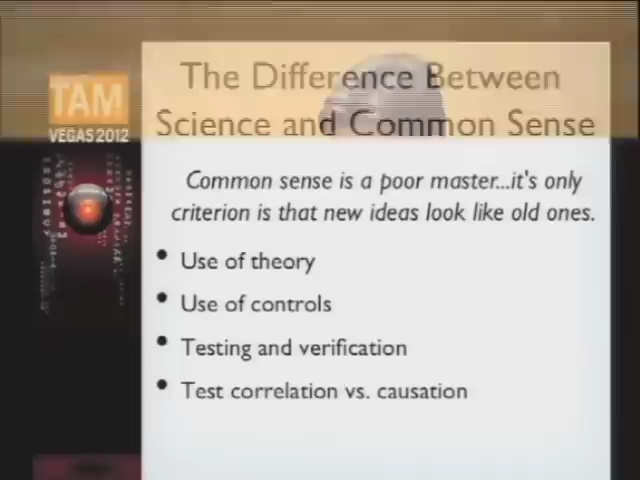 TAM!
VEGAS 2012
The Difference Between
Science and Common Sense
Common sense is a poor master...it's only
criterion is that new ideas look like old ones.
• Use of theory
• Use of controls
• Testing and verification
• Test correlation vs. causation